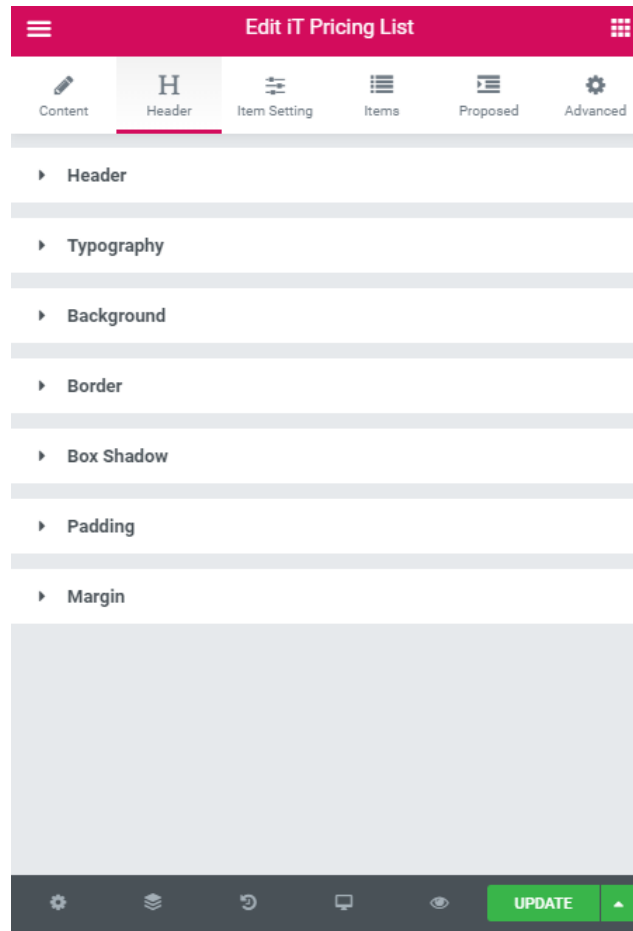 Edit iT Pricing List
Content Header Item Setting Items Proposed Advanced
Header
Typography
Background
Border
Box Shadow
Padding
Margin
UPDATE